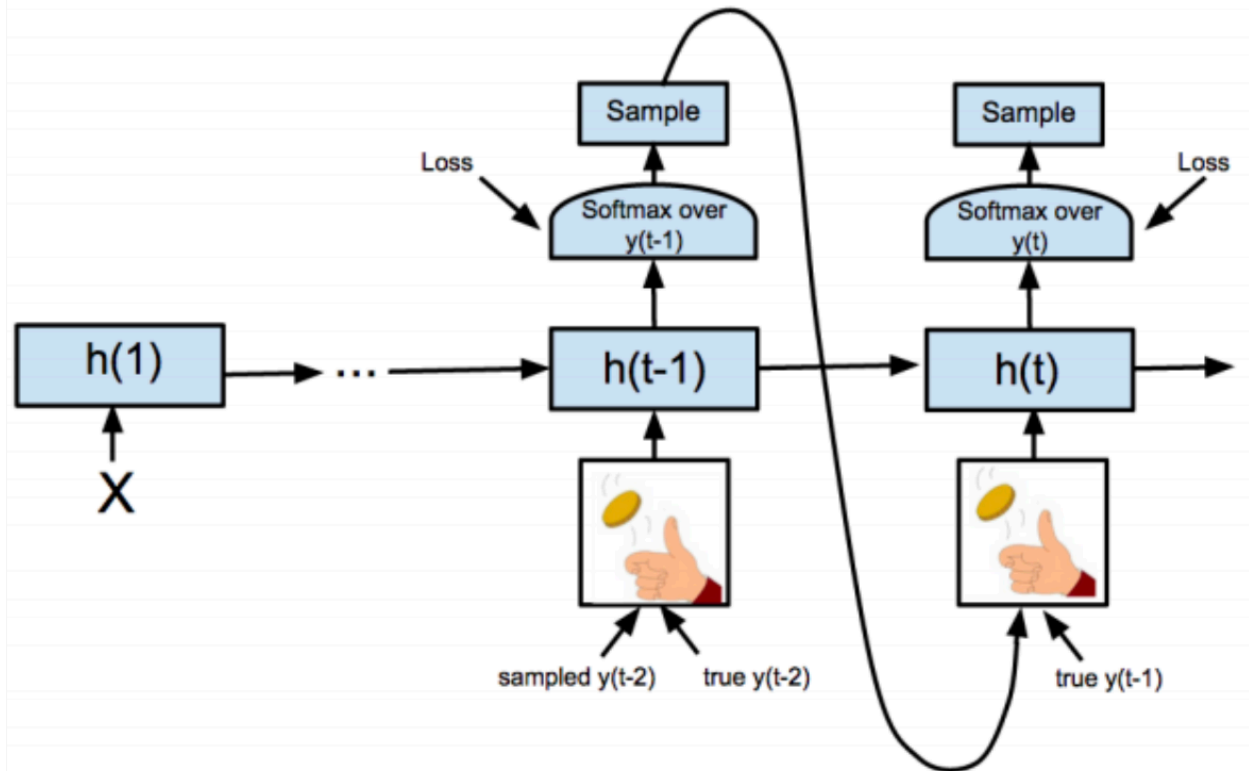 Sample
Sample
Loss
Loss
Softmax over
y(t-1)
Softmax over
y(t)
h(1)
...
h(t-1)
h(t)
X
sampled y(t-2)
true y(t-2)
true y(t-1)